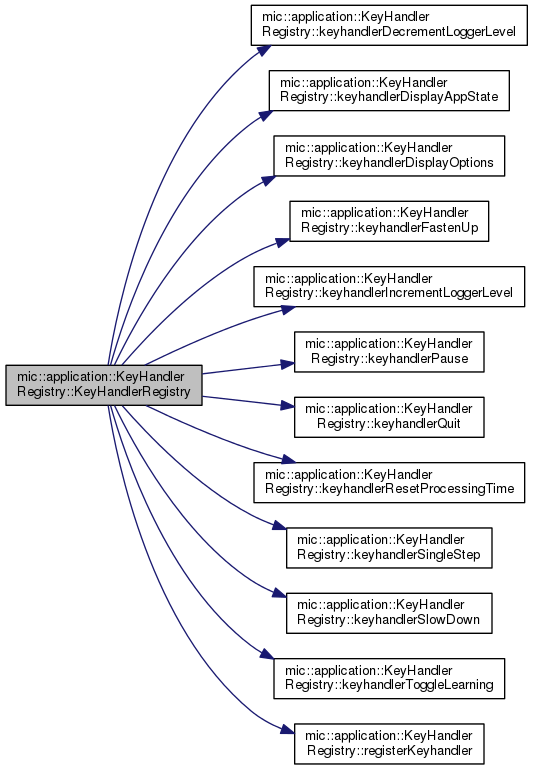 mic::application::KeyHandler
Registry::keyhandlerDecrementLoggerLevel
mic::application::KeyHandler
Registry::keyhandlerDisplayAppState
mic::application::KeyHandler
Registry::keyhandlerDisplayOptions
mic::application::KeyHandler
Registry::keyhandlerFastenUp
mic::application::KeyHandler
Registry::keyhandlerIncrementLoggerLevel
mic::application::KeyHandler
Registry::keyhandlerPause
mic::application::KeyHandler
Registry::KeyHandlerRegistry
mic::application::KeyHandler
Registry::keyhandlerQuit
mic::application::KeyHandler
Registry::keyhandlerResetProcessingTime
mic::application::KeyHandler
Registry::keyhandlerSingleStep
mic::application::KeyHandler
Registry::keyhandlerSlowDown
mic::application::KeyHandler
Registry::keyhandlerToggleLearning
mic::application::KeyHandler
Registry::registerKeyhandler